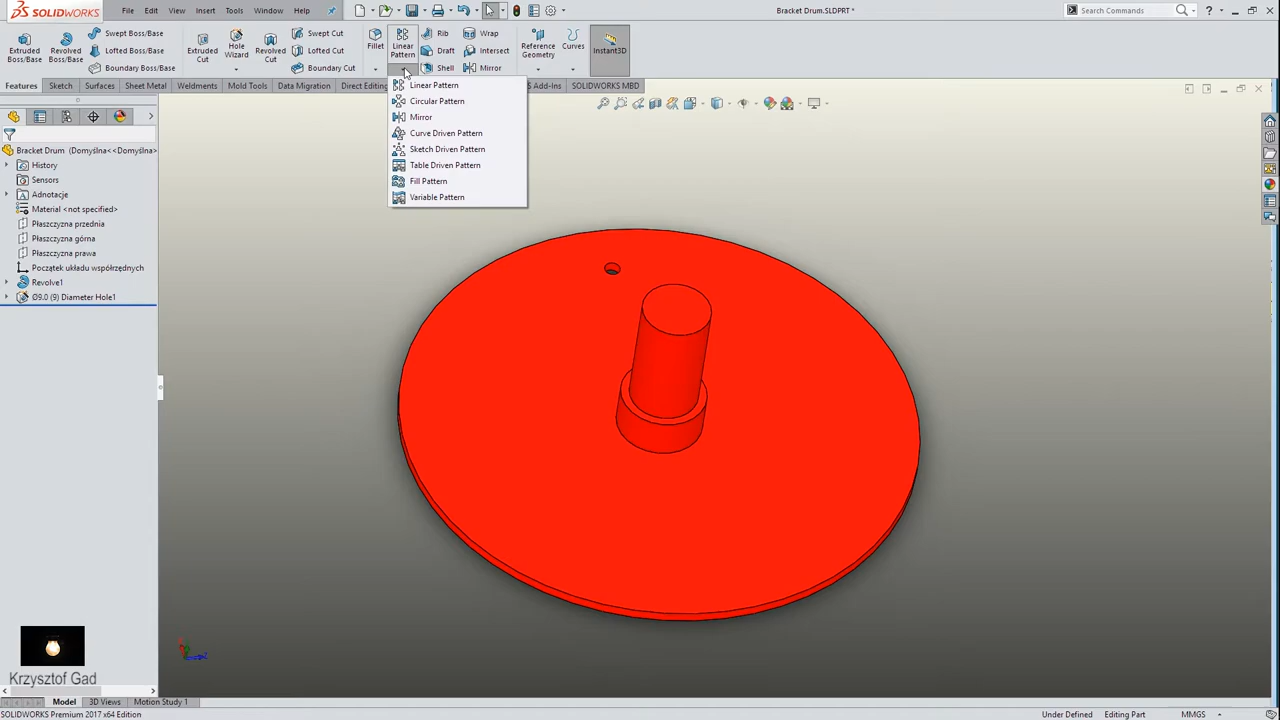 SOLIDWORKS File Edit View Insert Tools Window Help Bracket Drum.SLDPRT Search Commands
Extruded Boss/Base
Revolved Boss/Base
Swept Boss/Base
Lofted Boss/Base
Boundary Boss/Base
Extruded Cut
Hole Wizard
Revolved Cut
Swept Cut
Lofted Cut
Boundary Cut
Fillet
Linear Pattern
Rib
Draft
Shell
Wrap
Intersect
Mirror
Reference Geometry
Curves
Instant3D
Features Sketch Surfaces Sheet Metal Weldments Mold Tools Data Migration Direct Editing S Add-Ins SOLIDWORKS MBD
Linear Pattern
Circular Pattern
Mirror
Curve Driven Pattern
Sketch Driven Pattern
Table Driven Pattern
Fill Pattern
Variable Pattern
Bracket Drum (Domyślna<<Domyślna>
History
Sensors
Adnotacje
Material <not specified>
Płaszczyzna przednia
Płaszczyzna górna
Płaszczyzna prawa
Początek układu współrzędnych
Revolve1
Ø9.0 (9) Diameter Hole1
Krzysztof Gad
Model 3D Views Motion Study 1
SOLIDWORKS Premium 2017 x64 Edition Under Defined Editing Part MMGS